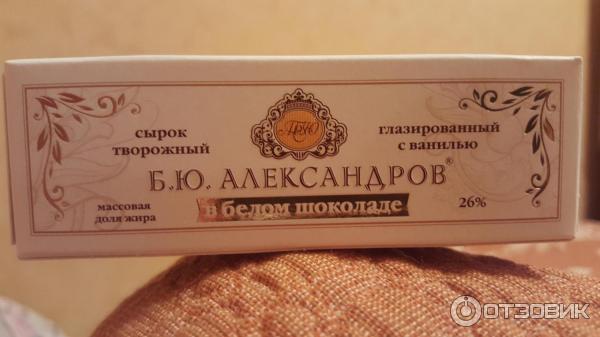 сырок
творожный
глазированный
с ванилью
Б.Ю. АЛЕКСАНДРОВ®
в белом шоколаде
массовая
доля жира
26%
ОТЗОВИК